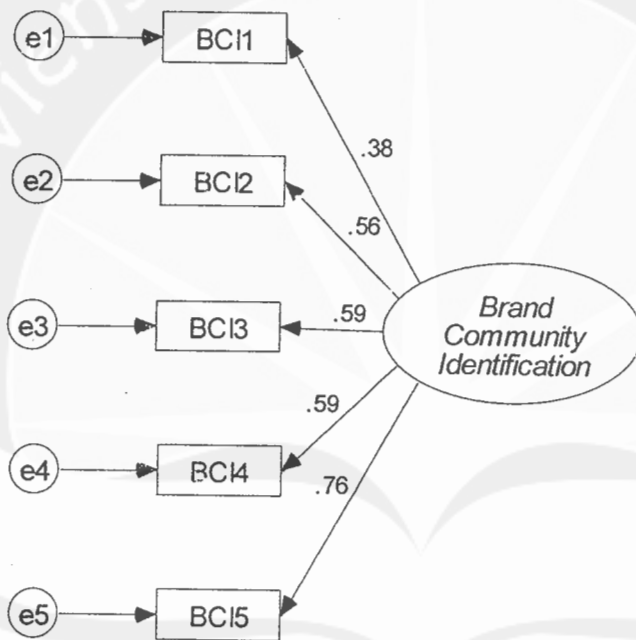 e1
BCI1
.38
e2
BCI2
.56
e3
BCI3
.59
Brand
Community
Identification
.59
e4
BCI4
.76
e5
BCI5